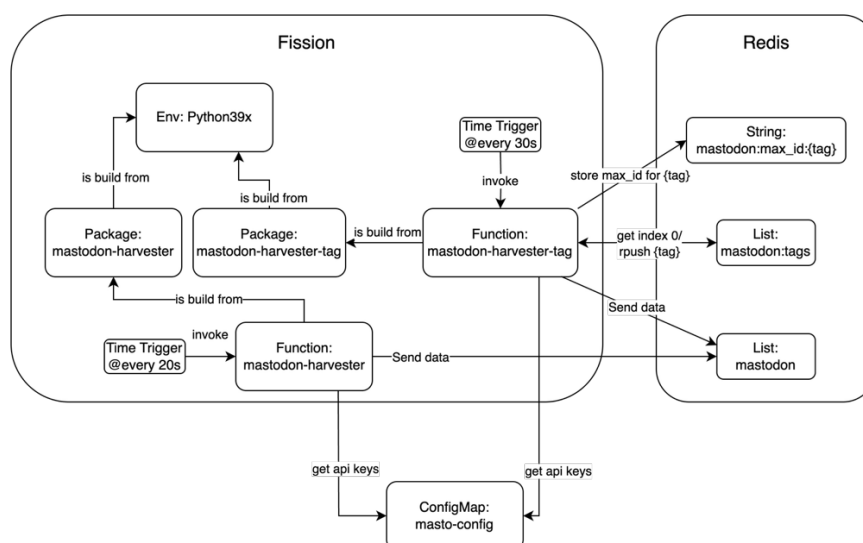 Fission
Redis
Env: Python39x
Time Trigger
@every 30s
String:
mastodon:max_id:{tag}
is build from
is build from
invoke
store max_id for {tag}
Package:
mastodon-harvester
Package:
mastodon-harvester-tag
is build from
Function:
mastodon-harvester-tag
get index 0/
rpush {tag}
List:
mastodon:tags
is build from
Send data
Time Trigger
@every 20s
invoke
Function:
mastodon-harvester
Send data
List:
mastodon
get api keys
get api keys
ConfigMap:
masto-config